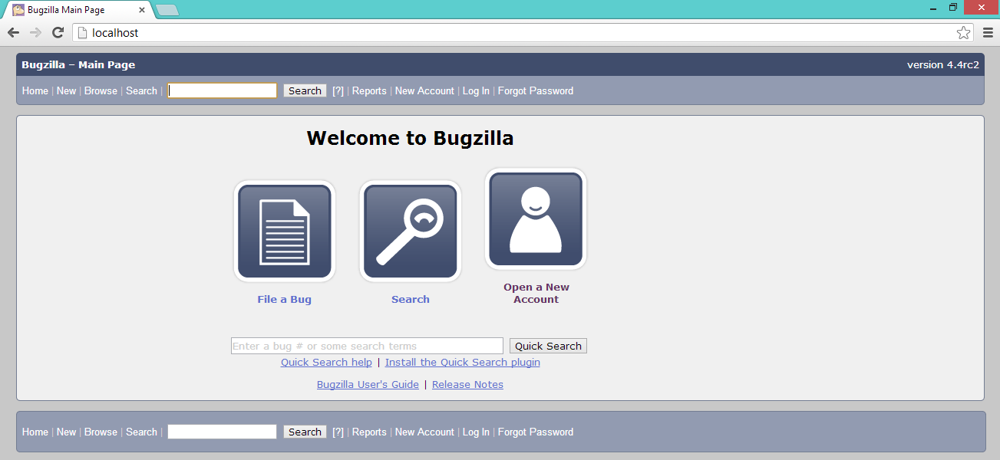 Bugzilla Main Page
localhost
Bugzilla – Main Page version 4.4rc2
Home | New | Browse | Search | Search [?] | Reports | New Account | Log In | Forgot Password
Welcome to Bugzilla
File a Bug
Search
Open a New
Account
Enter a bug # or some search terms Quick Search
Quick Search help | Install the Quick Search plugin
Bugzilla User's Guide | Release Notes
Home | New | Browse | Search | Search [?] | Reports | New Account | Log In | Forgot Password